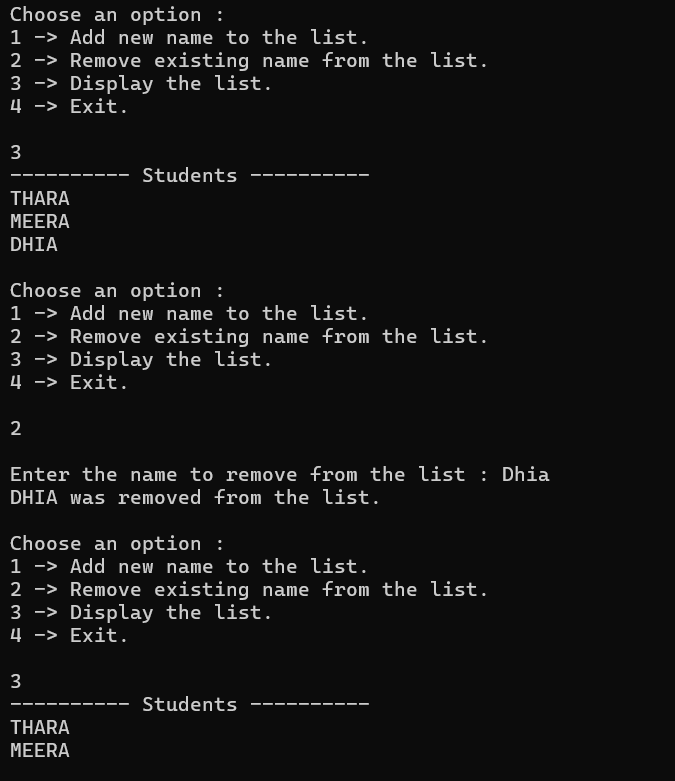 Choose an option :
1 -> Add new name to the list.
2 -> Remove existing name from the list.
3 -> Display the list.
4 -> Exit.
3
---------- Students ----------
THARA
MEERA
DHIA
Choose an option :
1 -> Add new name to the list.
2 -> Remove existing name from the list.
3 -> Display the list.
4 -> Exit.
2
Enter the name to remove from the list : Dhia
DHIA was removed from the list.
Choose an option :
1 -> Add new name to the list.
2 -> Remove existing name from the list.
3 -> Display the list.
4 -> Exit.
3
---------- Students ----------
THARA
MEERA